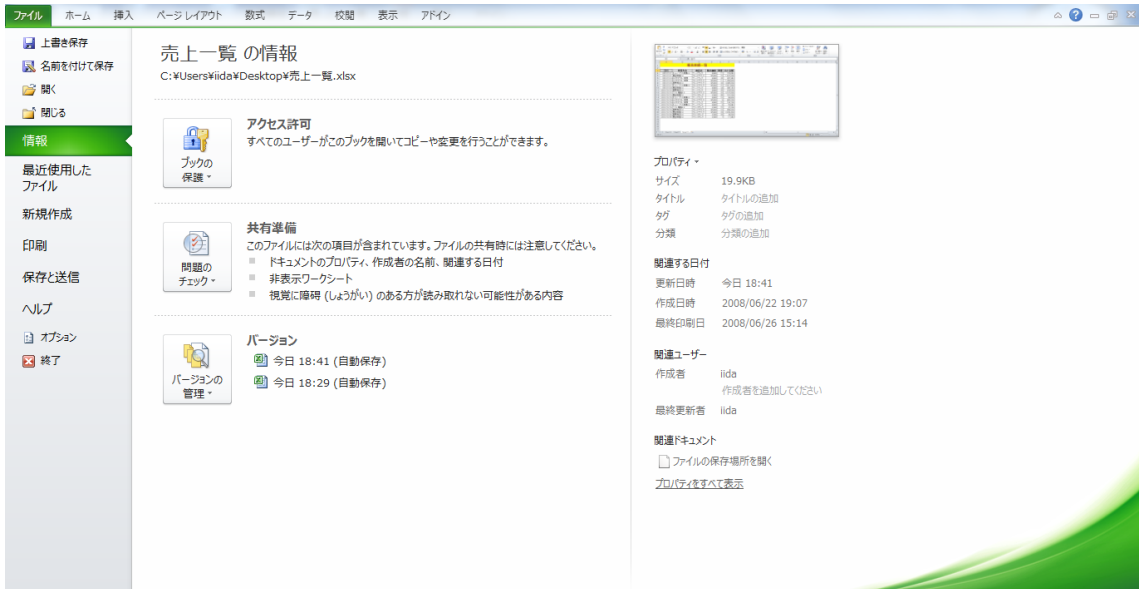 ファイル ホーム 挿入 ページ レイアウト 数式 データ 校閲 表示 アドイン
上書き保存
名前を付けて保存
開く
閉じる
情報
最近使用した
ファイル
新規作成
印刷
保存と送信
ヘルプ
オプション
終了
売上一覧 の情報
C:¥Users¥iida¥Desktop¥売上一覧.xlsx
ブックの
保護
アクセス許可
すべてのユーザーがこのブックを開いてコピーや変更を行うことができます。
問題の
チェック
共有準備
このファイルには次の項目が含まれています。ファイルの共有時には注意してください。
ドキュメントのプロパティ、作成者の名前、関連する日付
非表示ワークシート
視覚に障碍 (しょうがい) のある方が読み取れない可能性がある内容
バージョンの
管理
バージョン
今日 18:41 (自動保存)
今日 18:29 (自動保存)
プロパティ
サイズ 19.9KB
タイトル タイトルの追加
タグ タグの追加
分類 分類の追加
関連する日付
更新日時 今日 18:41
作成日時 2008/06/22 19:07
最終印刷日 2008/06/26 15:14
関連ユーザー
作成者 iida
作成者を追加してください
最終更新者 iida
関連ドキュメント
ファイルの保存場所を開く
プロパティをすべて表示